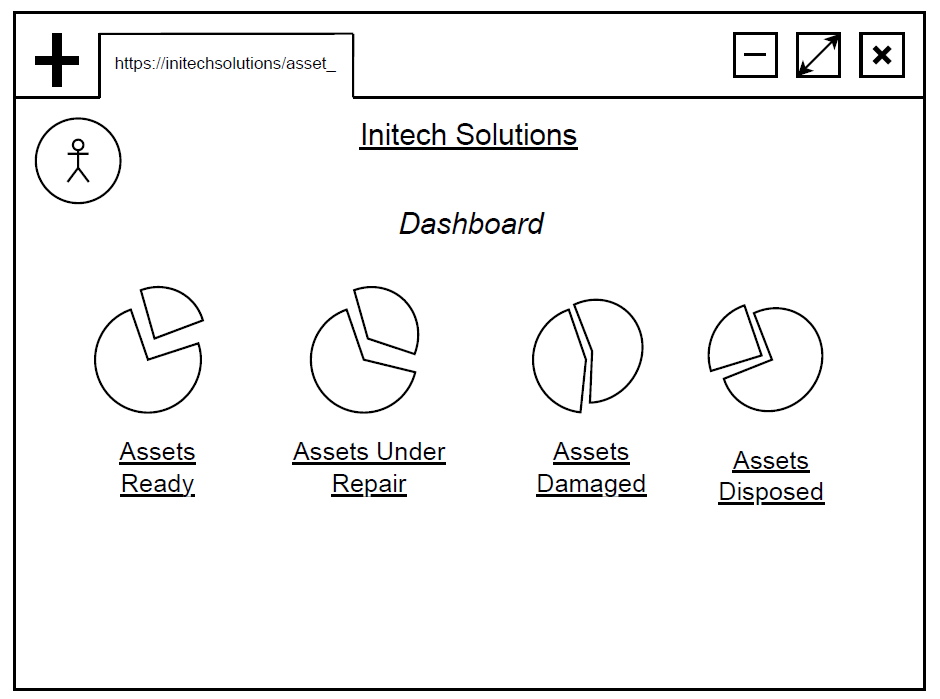 https://initechsolutions/asset_
Initech Solutions
Dashboard
Assets
Ready
Assets Under
Repair
Assets
Damaged
Assets
Disposed